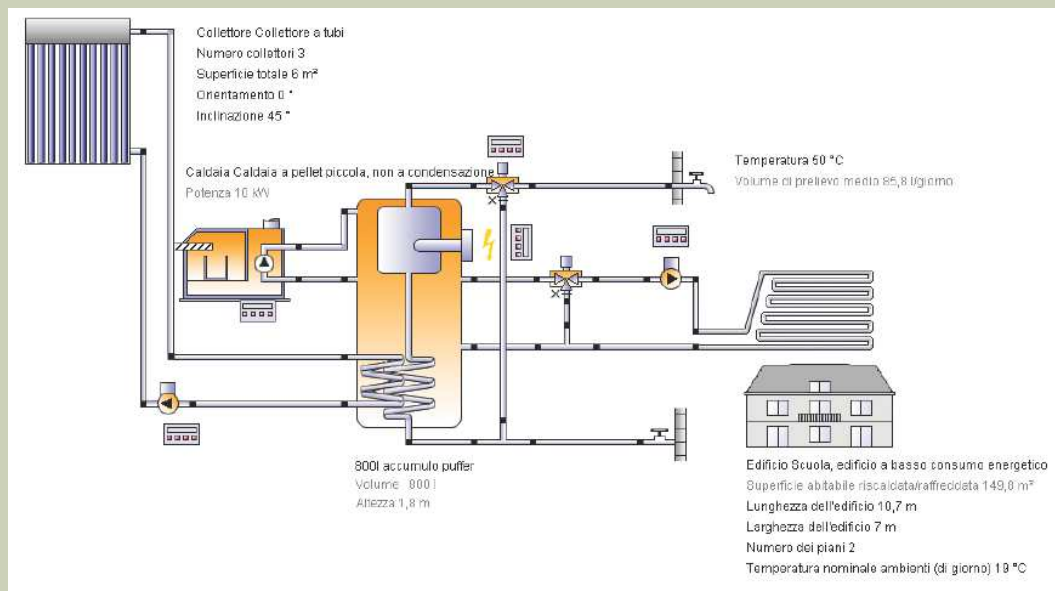 Collettore Collettore a tubi
Numero collettori 3
Superficie totale 6 m²
Orientamento 0 °
Inclinazione 45 °
Caldaia Caldaia a pellet piccola, non a condensazione
Potenza 10 kW
Temperatura 50 °C
Volume di prelievo medio 85,8 l/giorno
800l accumulo puffer
Volume 800 l
Altezza 1,8 m
Edificio Scuola, edificio a basso consumo energetico
Superficie abitabile riscaldata/raffreddata 149,8 m²
Lunghezza dell'edificio 10,7 m
Larghezza dell'edificio 7 m
Numero dei piani 2
Temperatura nominale ambienti (di giorno) 19 °C